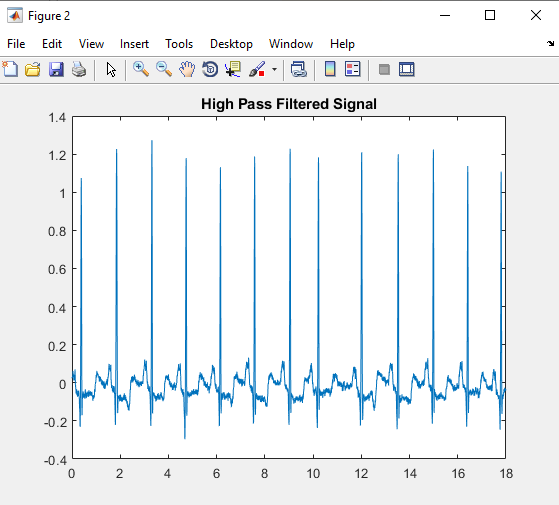 Figure 2
File Edit View Insert Tools Desktop Window Help
High Pass Filtered Signal
1.4
1.2
1
0.8
0.6
0.4
0.2
0
-0.2
-0.4
0 2 4 6 8 10 12 14 16 18